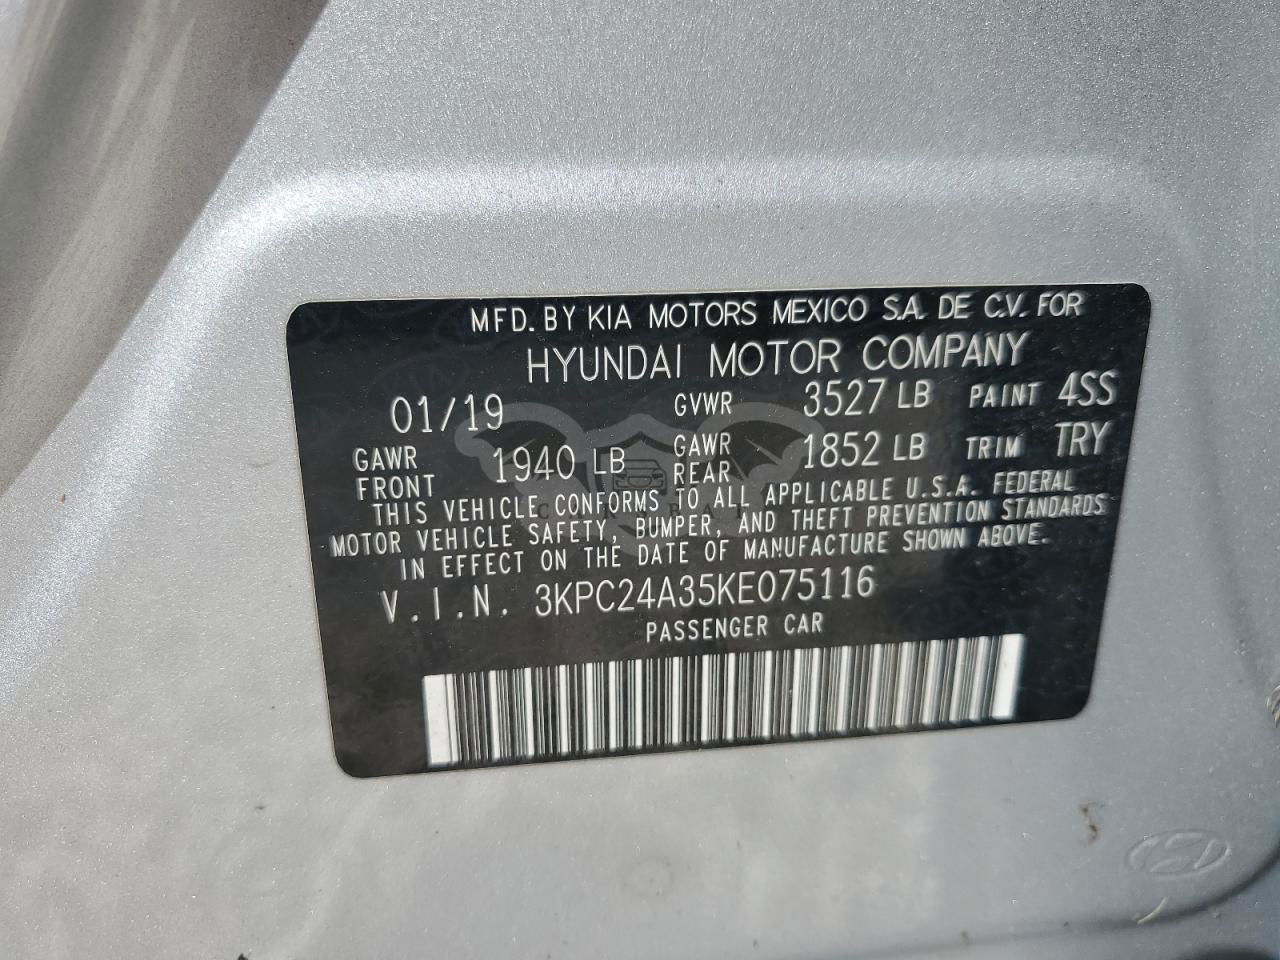 MFD. BY KIA MOTORS MEXICO S.A. DE C.V. FOR
HYUNDAI MOTOR COMPANY
01/19 GVWR 3527 LB PAINT 4SS
GAWR FRONT 1940 LB GAWR REAR 1852 LB TRIM TRY
THIS VEHICLE CONFORMS TO ALL APPLICABLE U.S.A. FEDERAL
MOTOR VEHICLE SAFETY, BUMPER, AND THEFT PREVENTION STANDARDS
IN EFFECT ON THE DATE OF MANUFACTURE SHOWN ABOVE.
V.I.N. 3KPC24A35KE075116
PASSENGER CAR